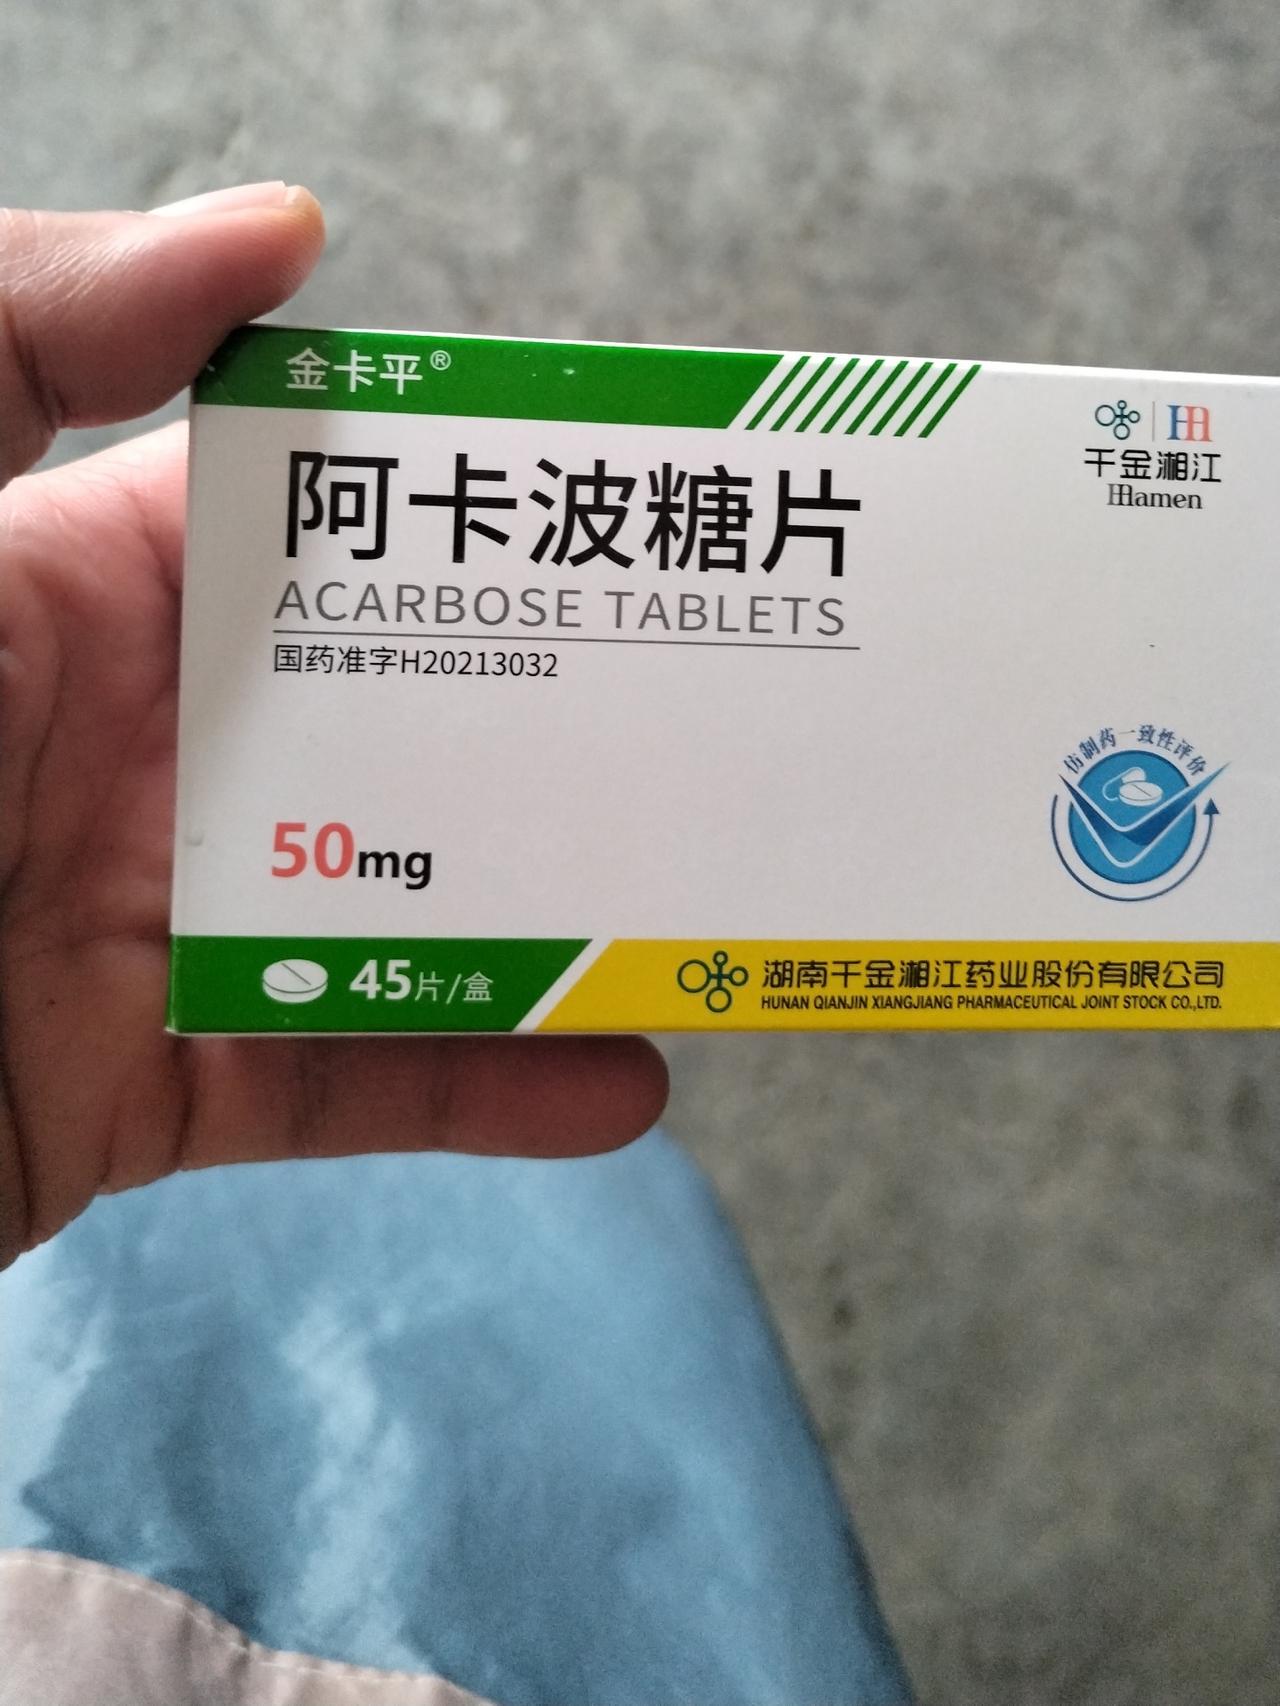 金卡平®
千金湘江
Hamen
阿卡波糖片
ACARBOSE TABLETS
国药准字H20213032
仿制药一致性评价
50mg
45片/盒
湖南千金湘江药业股份有限公司
HUNAN QIANJIN XIANGJIANG PHARMACEUTICAL JOINT STOCK CO.,LTD.